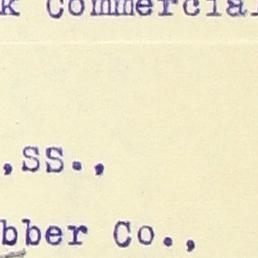 k Commercial
,ss.,
bber Co.,